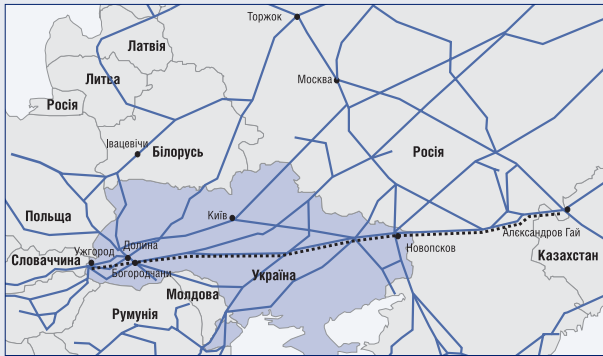 Торжок
Латвія
Москва
Литва
Росія
Івацевічи
Білорусь
Росія
Польща
Київ
Александров Гай
Ужгород
Долина
Новопсков
Словаччина
Богородчани
Україна
Казахстан
Молдова
Румунія